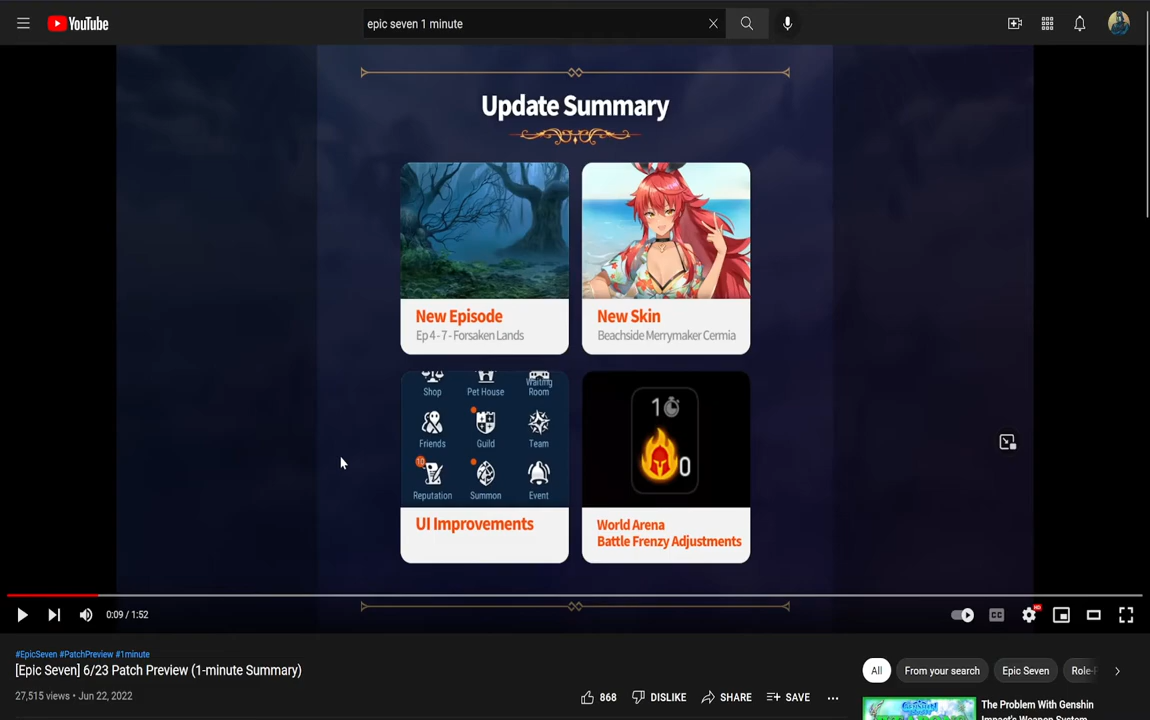 YouTube
epic seven 1 minute
Update Summary
New Episode
Ep 4 - 7 - Forsaken Lands
New Skin
Beachside Merrymaker Cermia
Shop
Pet House
Waiting
Room
Friends
Guild
Team
10
Reputation
Summon
Event
UI Improvements
1
0
World Arena
Battle Frenzy Adjustments
0:09 / 1:52
CC
HD
#EpicSeven #PatchPreview #1minute
[Epic Seven] 6/23 Patch Preview (1-minute Summary)
27,515 views • Jun 22, 2022
868
DISLIKE
SHARE
SAVE
All
From your search
Epic Seven
Role-
The Problem With Genshin
Impact's Weapon System